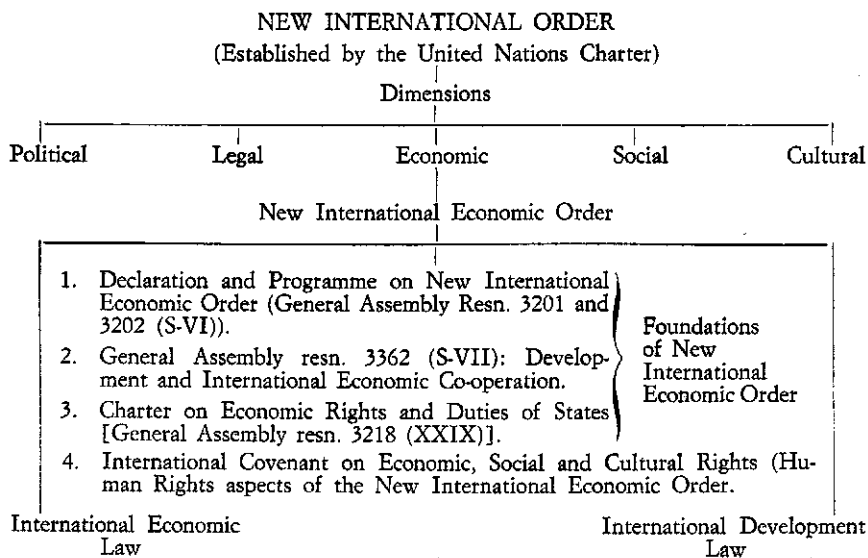 NEW INTERNATIONAL ORDER
(Established by the United Nations Charter)
Dimensions
Political Legal Economic Social Cultural
New International Economic Order
1. Declaration and Programme on New International
Economic Order (General Assembly Resn. 3201 and
3202 (S-VI)).
2. General Assembly resn. 3362 (S-VII): Develop-
ment and International Economic Co-operation.
3. Charter on Economic Rights and Duties of States
[General Assembly resn. 3218 (XXIX)].
Foundations
of New
International
Economic Order
4. International Covenant on Economic, Social and Cultural Rights (Hu-
man Rights aspects of the New International Economic Order.
International Economic
Law
International Development
Law